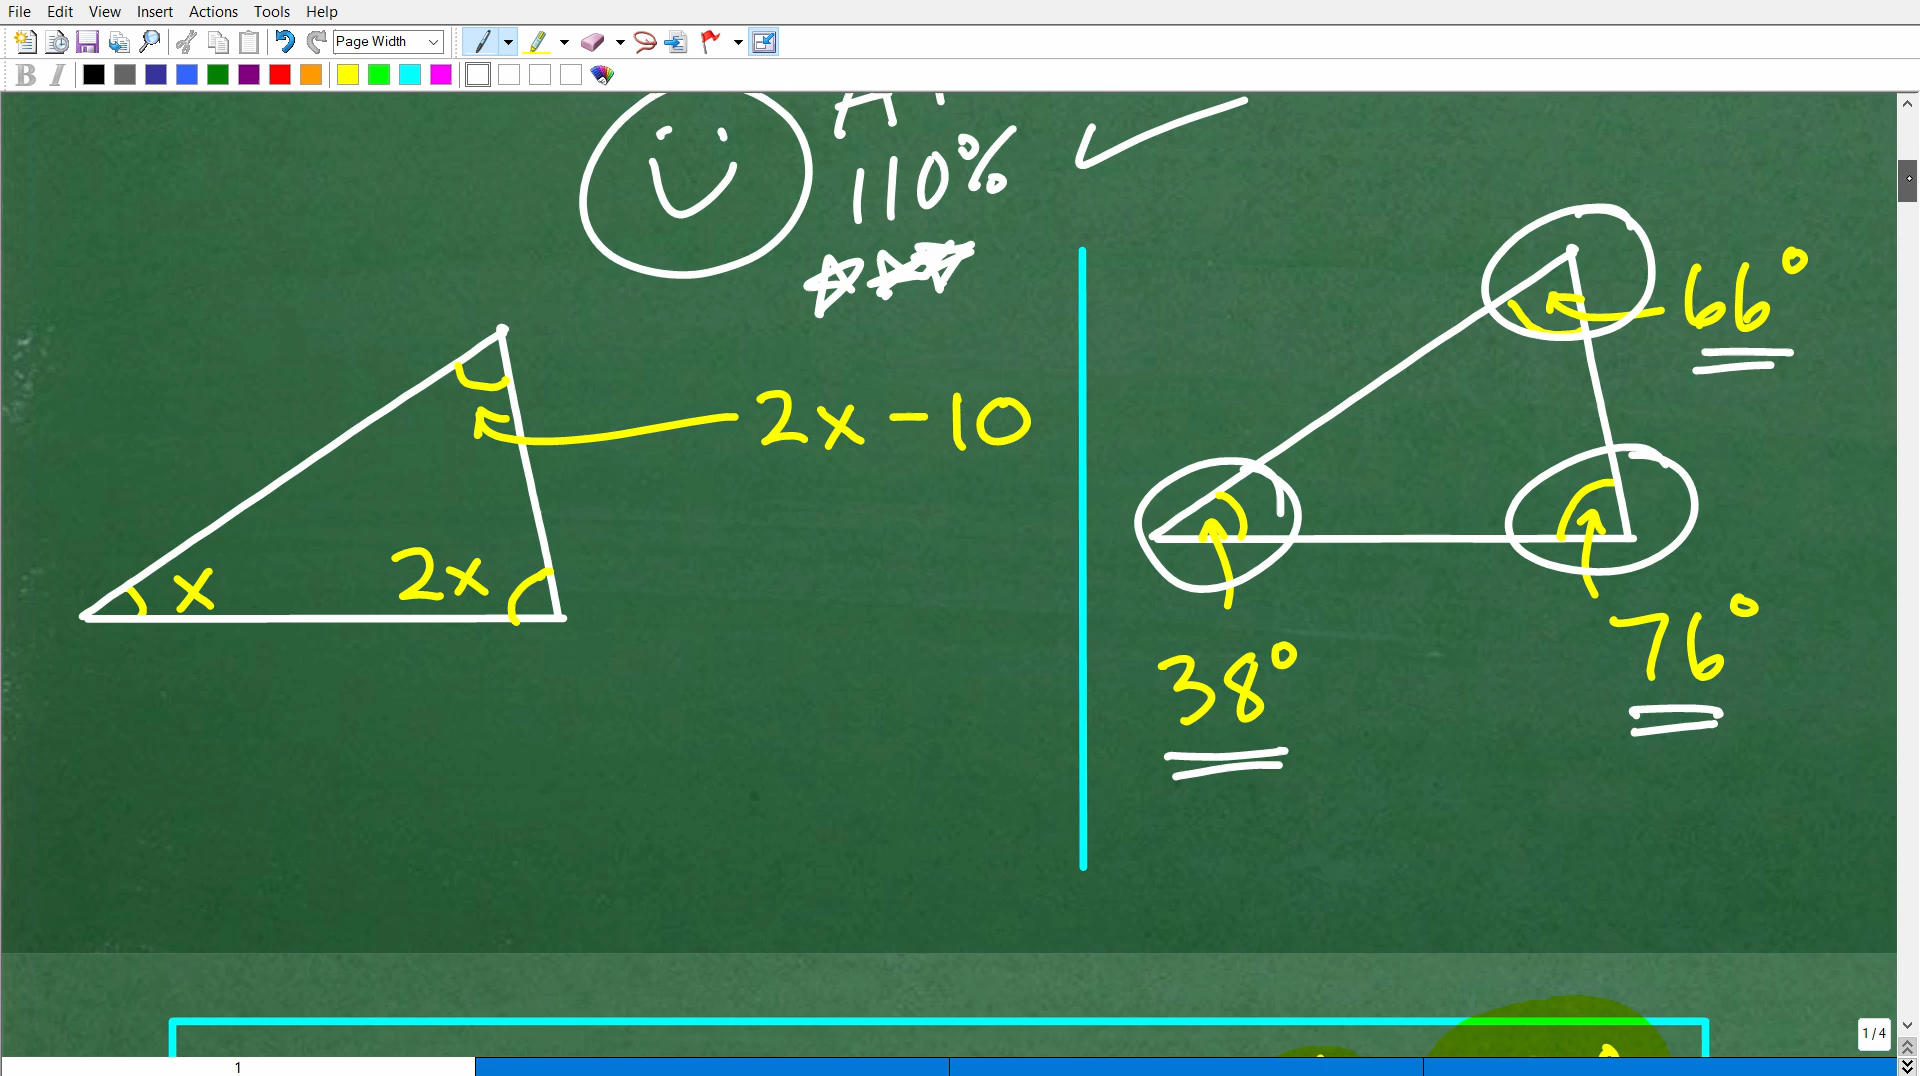 File Edit View Insert Actions Tools Help
Page Width
B I
A+
110%
66°
2x-10
x
2x
38°
76°
1/4
1